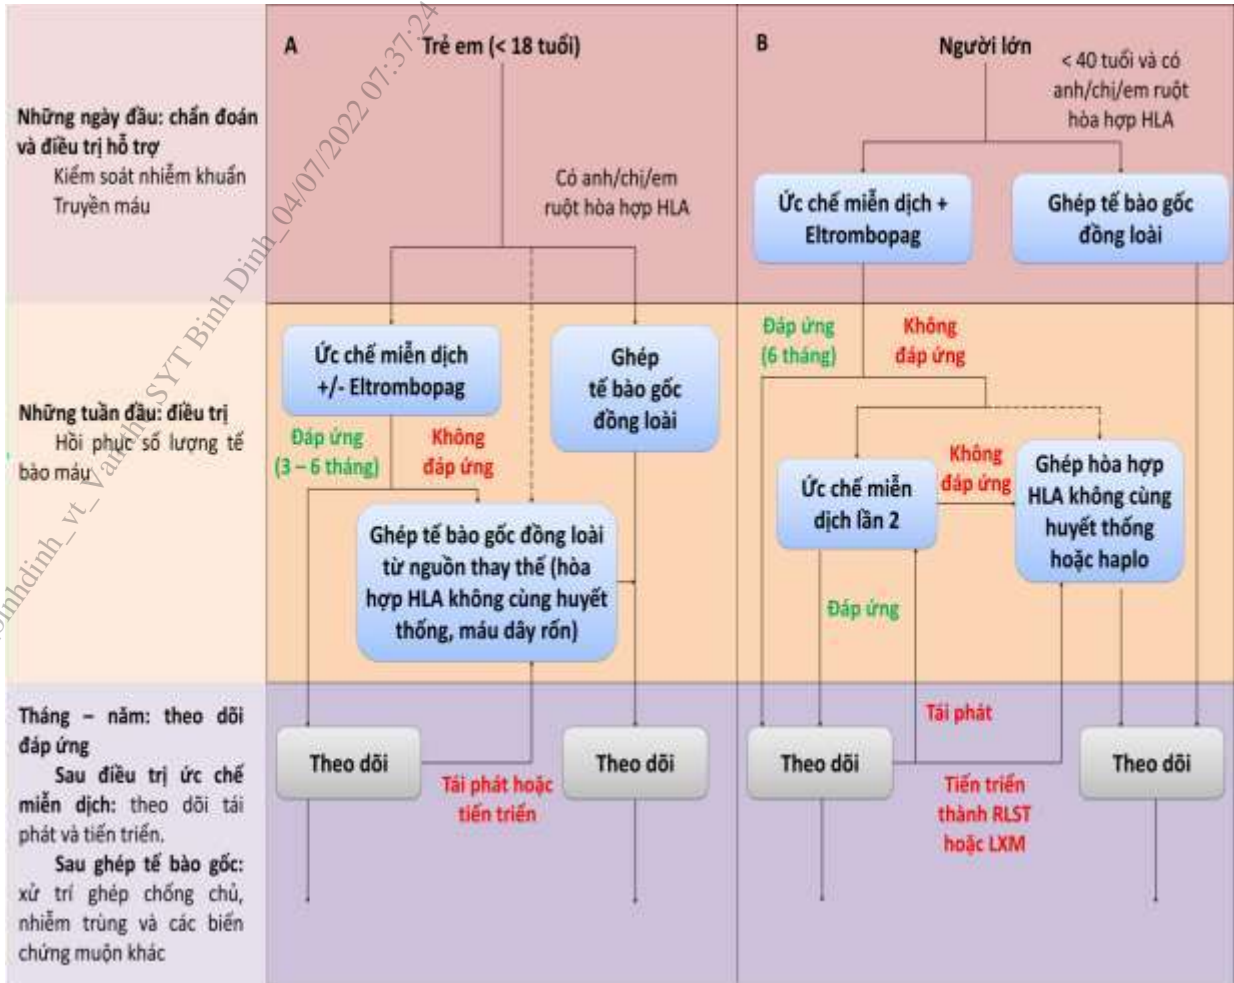 Những ngày đầu: chẩn đoán
và điều trị hỗ trợ
Kiểm soát nhiễm khuẩn
Truyền máu
Những tuần đầu: điều trị
Hồi phục số lượng tế
bào máu
Tháng – năm: theo dõi
đáp ứng
Sau điều trị ức chế
miễn dịch: theo dõi tái
phát và tiến triển.
Sau ghép tế bào gốc:
xử trí ghép chống chủ,
nhiễm trùng và các biến
chứng muộn khác
A
Trẻ em (< 18 tuổi)
Có anh/chị/em
ruột hòa hợp HLA
Ức chế miễn dịch
+/- Eltrombopag
Ghép
tế bào gốc
đồng loài
Đáp ứng
(3 – 6 tháng)
Không
đáp ứng
Ghép tế bào gốc đồng loài
từ nguồn thay thế (hòa
hợp HLA không cùng huyết
thống, máu dây rốn)
Theo dõi
Tái phát hoặc
tiến triển
Theo dõi
B
Người lớn
< 40 tuổi và có
anh/chị/em ruột
hòa hợp HLA
Ức chế miễn dịch +
Eltrombopag
Ghép tế bào gốc
đồng loài
Đáp ứng
(6 tháng)
Không
đáp ứng
Ức chế miễn
dịch lần 2
Không
đáp ứng
Ghép hòa hợp
HLA không cùng
huyết thống
hoặc haplo
Đáp ứng
Tái phát
Theo dõi
Tiến triển
thành RLST
hoặc LXM
Theo dõi
SYT Binh Dinh_04/07/2022 07:37:24